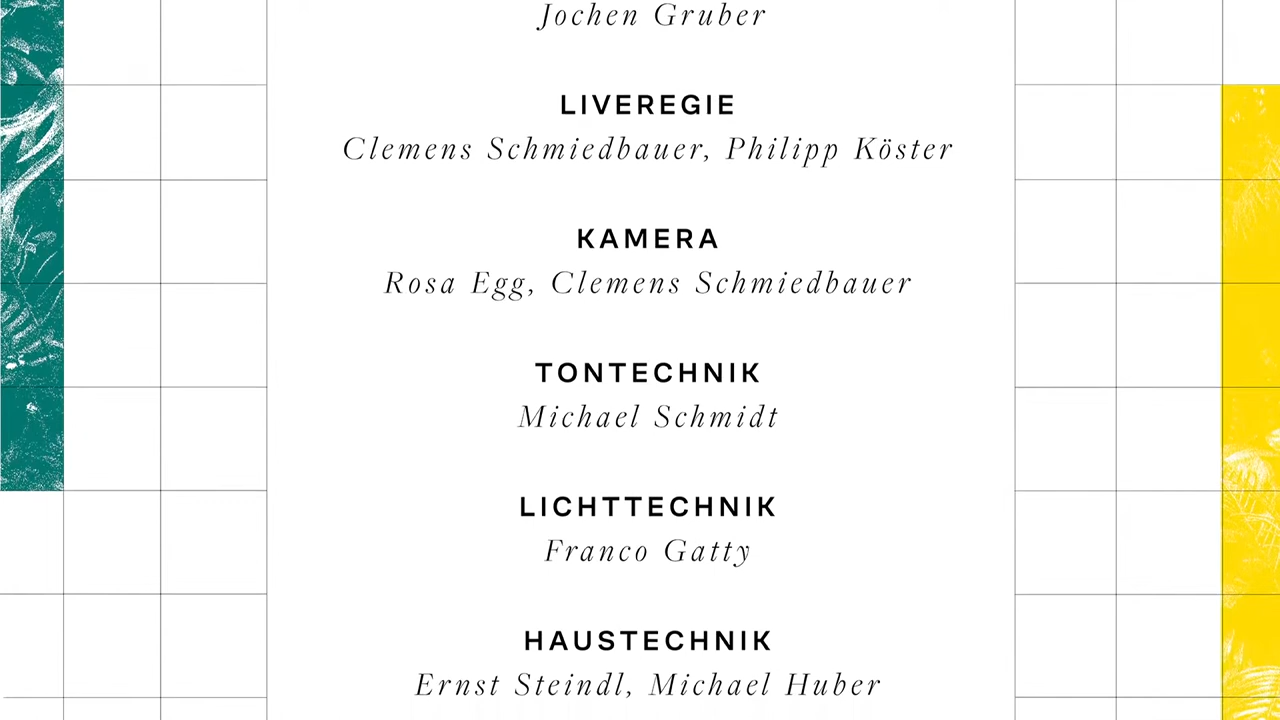 Jochen Gruber
LIVEREGIE
Clemens Schmiedbauer, Philipp Köster
KAMERA
Rosa Egg, Clemens Schmiedbauer
TONTECHNIK
Michael Schmidt
LICHTTECHNIK
Franco Gatty
HAUSTECHNIK
Ernst Steindl, Michael Huber